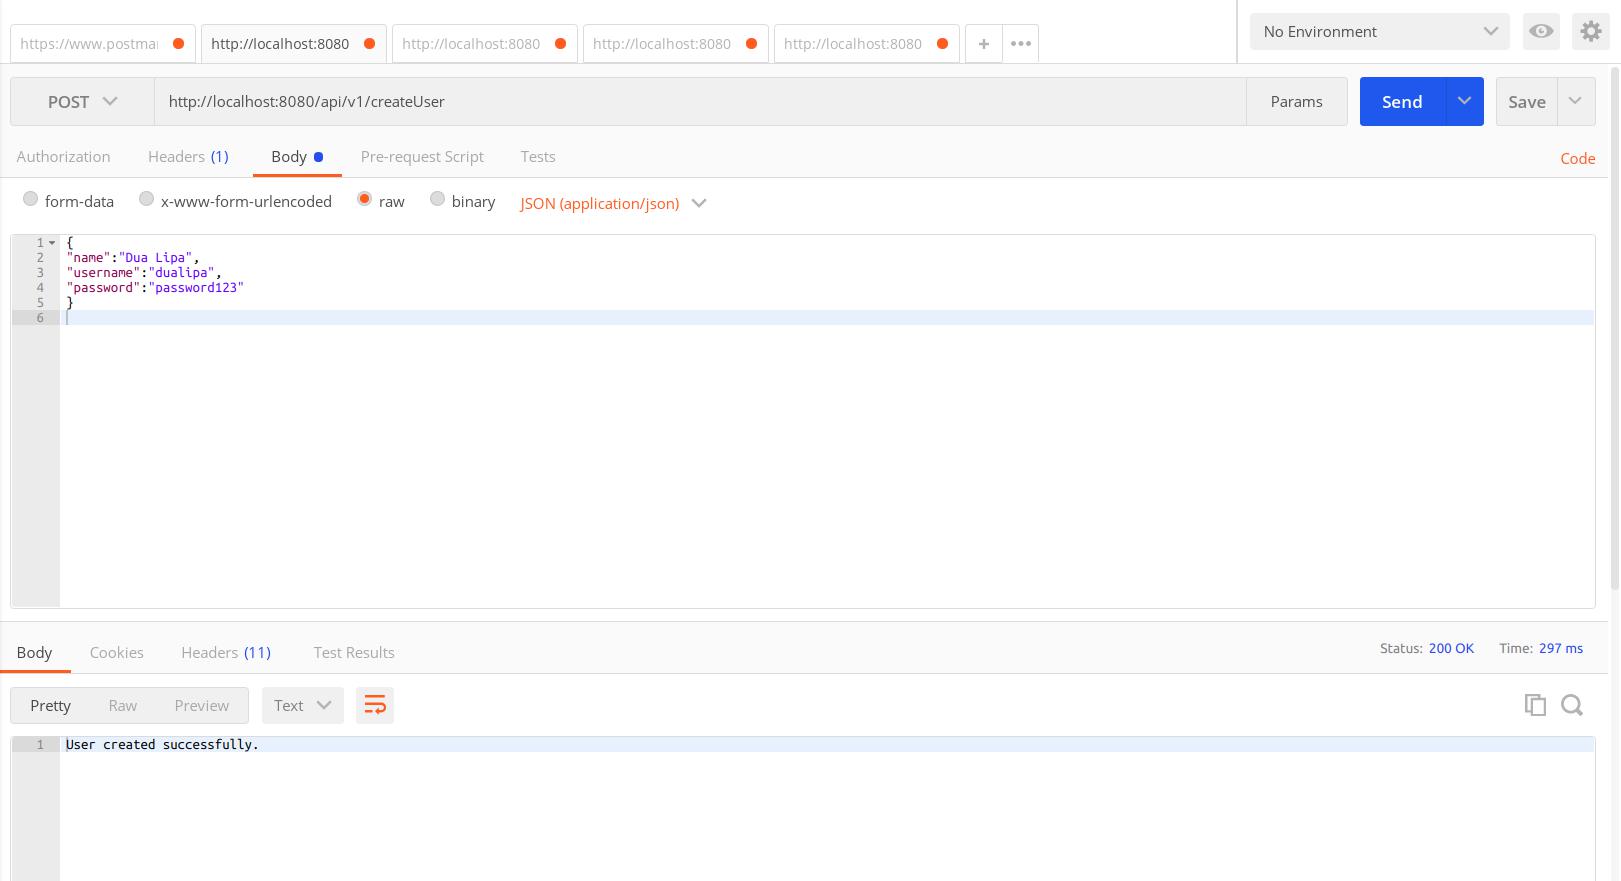 https://www.postma
http://localhost:8080
http://localhost:8080
http://localhost:8080
http://localhost:8080
+
•••
No Environment
POST
http://localhost:8080/api/v1/createUser
Params
Send
Save
Authorization
Headers (1)
Body
Pre-request Script
Tests
Code
form-data
x-www-form-urlencoded
raw
binary
JSON (application/json)
1 {
2 "name":"Dua Lipa",
3 "username":"dualipa",
4 "password":"password123"
5 }
6
Body
Cookies
Headers (11)
Test Results
Status: 200 OK
Time: 297 ms
Pretty
Raw
Preview
Text
1 User created successfully.